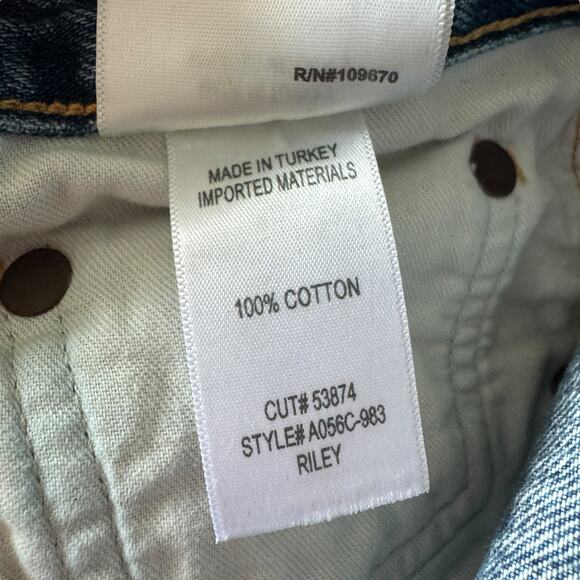 R/N#109670
MADE IN TURKEY
IMPORTED MATERIALS
100% COTTON
CUT# 53874
STYLE# A056C-983
RILEY